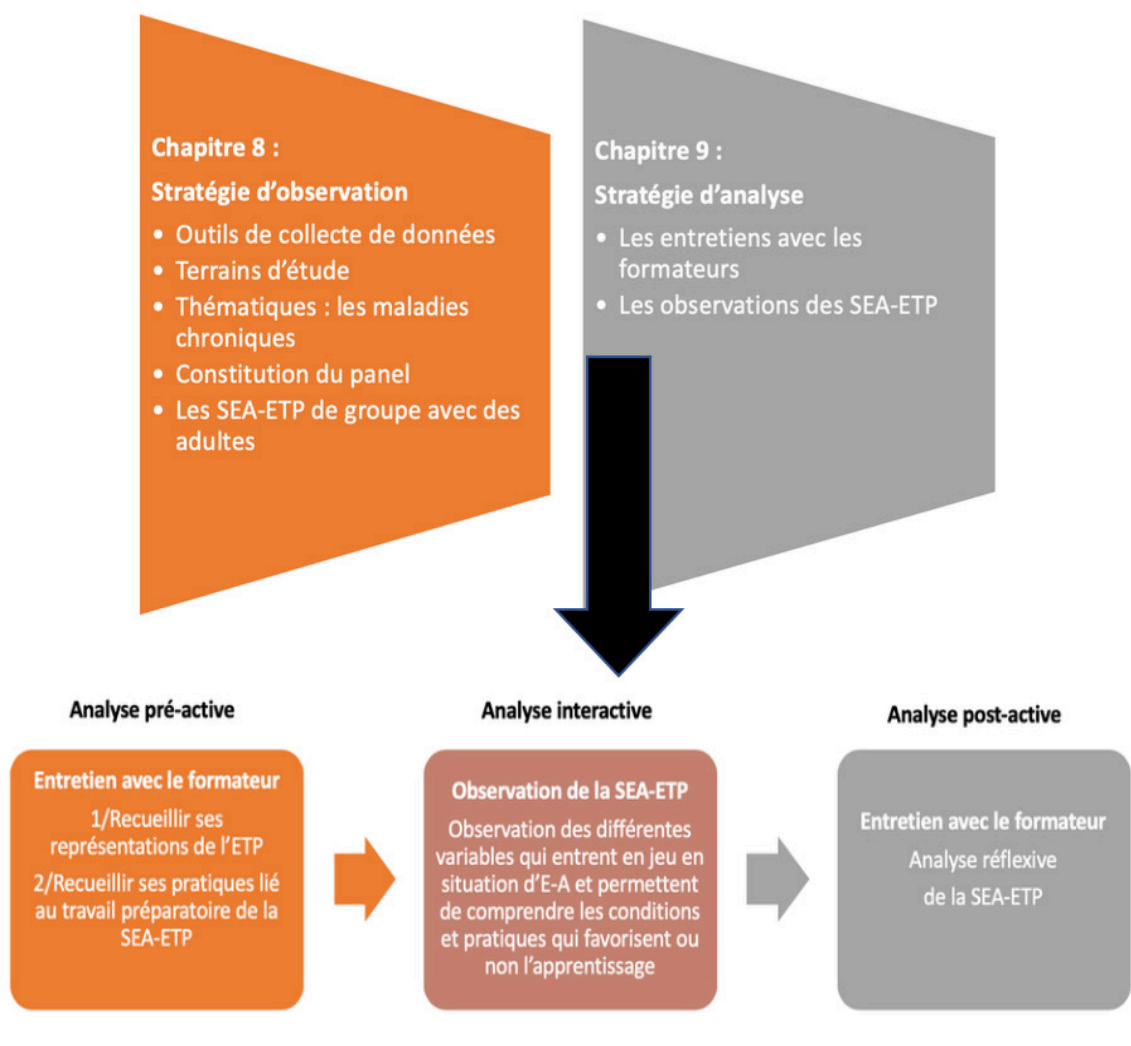 Chapitre 8 :
Stratégie d'observation
• Outils de collecte de données
• Terrains d'étude
• Thématiques : les maladies
chroniques
• Constitution du panel
• Les SEA-ETP de groupe avec des
adultes
Chapitre 9 :
Stratégie d'analyse
• Les entretiens avec les
formateurs
• Les observations des SEA-ETP
Analyse pré-active
Entretien avec le formateur
1/Recueillir ses
représentations de l'ETP
2/Recueillir ses pratiques lié
au travail préparatoire de la
SEA-ETP
Analyse interactive
Observation de la SEA-ETP
Observation des différentes
variables qui entrent en jeu en
situation d'E-A et permettent
de comprendre les conditions
et pratiques qui favorisent ou
non l'apprentissage
Analyse post-active
Entretien avec le formateur
Analyse réflexive
de la SEA-ETP